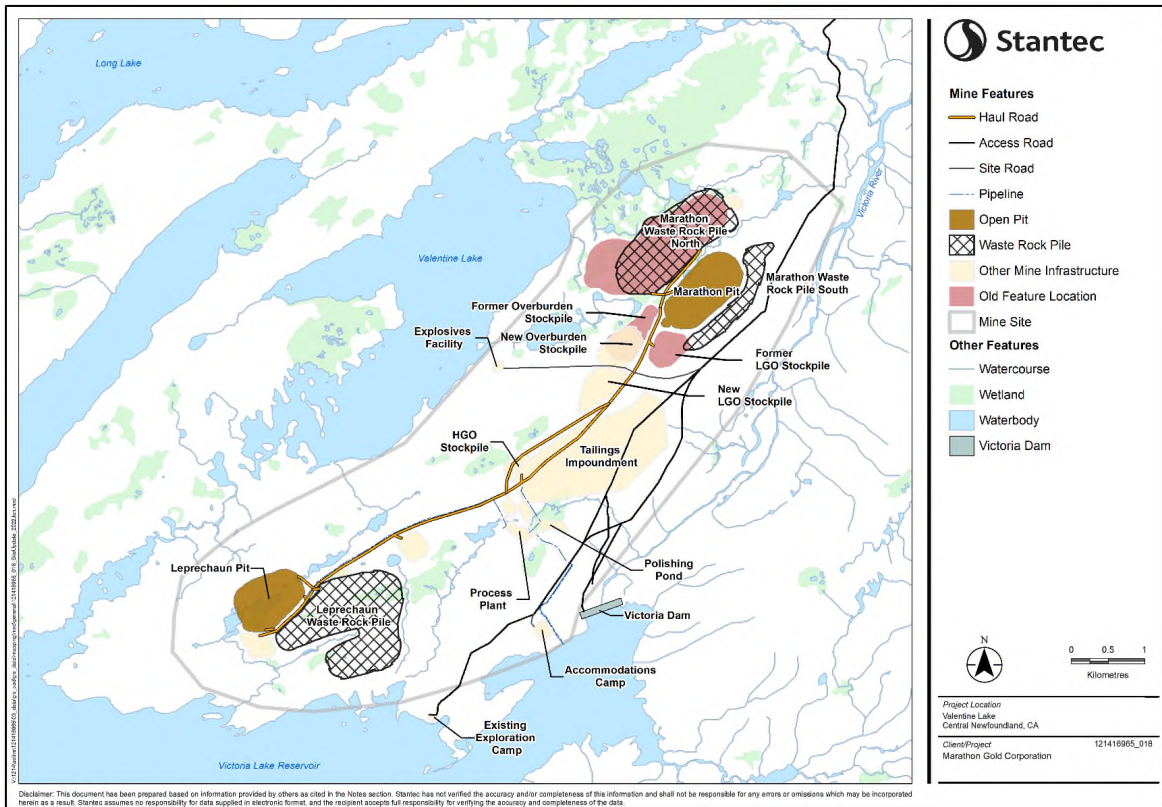 Long Lake
Valentine Lake
Victoria River
Marathon
Waste Rock Pile
North
Marathon Pit
Marathon Waste
Rock Pile South
Former Overburden
Stockpile
New Overburden
Stockpile
Explosives
Facility
Former
LGO Stockpile
New
LGO Stockpile
HGO
Stockpile
Tailings
Impoundment
Leprechaun Pit
Leprechaun
Waste Rock Pile
Process
Plant
Polishing
Pond
Victoria Dam
Accommodations
Camp
Existing
Exploration
Camp
Victoria Lake Reservoir
Stantec
Mine Features
Haul Road
Access Road
Site Road
Pipeline
Open Pit
Waste Rock Pile
Other Mine Infrastructure
Old Feature Location
Mine Site
Other Features
Watercourse
Wetland
Waterbody
Victoria Dam
N
0 0.5 1
Kilometres
Project Location
Valentine Lake
Central Newfoundland, CA
Client/Project 121416965_018
Marathon Gold Corporation
Disclaimer: This document has been prepared based on information provided by others as cited in the Notes section. Stantec has not verified the accuracy and/or completeness of this information and shall not be responsible for any errors or omissions which may be incorporated
herein as a result. Stantec assumes no responsibility for data supplied in electronic format, and the recipient accepts full responsibility for verifying the accuracy and completeness of the data.